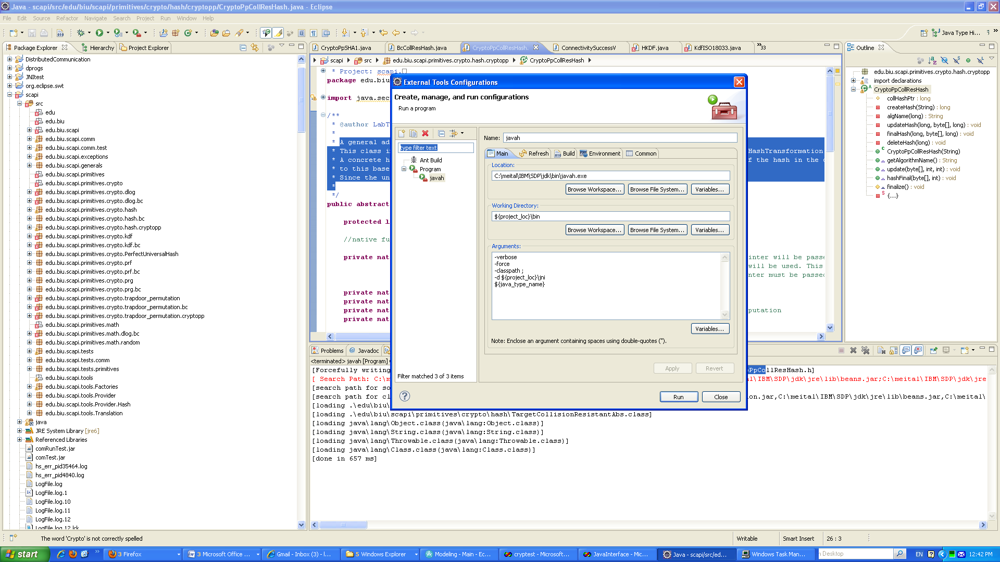 Java - scapi/src/edu/biu/scapi/primitives/crypto/hash/cryptopp/CryptoPpCollResHash.java - Eclipse
File Edit Source Refactor Navigate Search Project Run Window Help
Java Type Hi...
Package Explorer Hierarchy Project Explorer
DistributedCommunication
dprogs
JNItest
org.eclipse.swt
scapi
src
edu
edu.biu
edu.biu.scapi
edu.biu.scapi.comm
edu.biu.scapi.comm.test
edu.biu.scapi.exceptions
edu.biu.scapi.generals
edu.biu.scapi.primitives
edu.biu.scapi.primitives.crypto
edu.biu.scapi.primitives.crypto.dlog
edu.biu.scapi.primitives.crypto.dlog.bc
edu.biu.scapi.primitives.crypto.hash
edu.biu.scapi.primitives.crypto.hash.bc
edu.biu.scapi.primitives.crypto.hash.cryptopp
edu.biu.scapi.primitives.crypto.kdf
edu.biu.scapi.primitives.crypto.kdf.bc
edu.biu.scapi.primitives.crypto.PerfectUniversalHash
edu.biu.scapi.primitives.crypto.prf
edu.biu.scapi.primitives.crypto.prf.bc
edu.biu.scapi.primitives.crypto.prg
edu.biu.scapi.primitives.crypto.prg.bc
edu.biu.scapi.primitives.crypto.trapdoor_permutation
edu.biu.scapi.primitives.crypto.trapdoor_permutation.bc
edu.biu.scapi.primitives.crypto.trapdoor_permutation.cryptopp
edu.biu.scapi.primitives.math
edu.biu.scapi.primitives.math.dlog.bc
edu.biu.scapi.primitives.math.random
edu.biu.scapi.tests
edu.biu.scapi.tests.comm
edu.biu.scapi.tests.primitives
edu.biu.scapi.tools
edu.biu.scapi.tools.Factories
edu.biu.scapi.tools.Provider
edu.biu.scapi.tools.Provider.Hash
edu.biu.scapi.tools.Translation
java
JRE System Library [jre6]
Referenced Libraries
comRunTest.jar
comTest.jar
hs_err_pid35464.log
hs_err_pid4840.log
LogFile.log
LogFile.log.1
LogFile.log.10
LogFile.log.11
LogFile.log.12
LogFile.log.12.lck
CryptoPpSHA1.java BcCollResHash.java CryptoPpCollResHash. ConnectivitySuccessV HKDF.java KdfISO18033.java 33
scapi src edu.biu.scapi.primitives.crypto.hash.cryptopp CryptoPpCollResHash
* Project: scapi.
package edu.biu
import java.sec
/**
* @author LabT
*
* A general ad
* This class i HashTransformation
* A concrete h f the hash in the c
* to this base
* Since the un
*
*/
public abstract
protected l
//native fu
private nat inter will be passe
will be used. This
nter must be passed
private nat
private nat
private nat putation
private nat
External Tools Configurations
Create, manage, and run configurations
Run a program
type filter text
Ant Build
Program
javah
Filter matched 3 of 3 items
Name: javah
Main Refresh Build Environment Common
Location:
C:\meital\IBM\SDP\jdk\bin\javah.exe
Browse Workspace... Browse File System... Variables...
Working Directory:
${project_loc}\bin
Browse Workspace... Browse File System... Variables...
Arguments:
-verbose
-force
-classpath ;
-d ${project_loc}\jni
${java_type_name}
Variables...
Note: Enclose an argument containing spaces using double-quotes (").
Apply Revert
Run Close
Problems Javadoc
<terminated> javah [Program]
[Forcefully writing oPpCollResHash.h]
[ Search Path: C:\m al\IBM\SDP\jdk\jre\lib\beans.jar;C:\meital\IBM\SDP\jdk\jre
[search path for so
[search path for cl on.jar,C:\meital\IBM\SDP\jdk\jre\lib\beans.jar,C:\meital\
[loading .\edu\biu\
[loading .\edu\biu\scapi\primitives\crypto\hash\TargetCollisionResistantAbs.class]
[loading java\lang\Object.class(java\lang:Object.class)]
[loading java\lang\String.class(java\lang:String.class)]
[loading java\lang\Throwable.class(java\lang:Throwable.class)]
[loading java\lang\Class.class(java\lang:Class.class)]
[done in 657 ms]
Outline
edu.biu.scapi.primitives.crypto.hash.cryptopp
import declarations
CryptoPpCollResHash
collHashPtr : long
createHash(String) : long
algName(long) : String
updateHash(long, byte[], long) : void
finalHash(long, byte[], long) : void
deleteHash(long) : void
CryptoPpCollResHash(String)
getAlgorithmName() : String
update(byte[], int, int) : void
hashFinal(byte[], int) : void
finalize() : void
{...}
The word 'Crypto' is not correctly spelled
Writable Smart Insert 26 : 3
start 3 Firefox 3 Microsoft Office ... Gmail - Inbox (3) - l... 5 Windows Explorer Modeling - Main - Ec... cryptest - Microsoft... JavaInterface - Mic... Java - scapi/src/ed... Windows Task Man... Desktop EN 12:42 PM